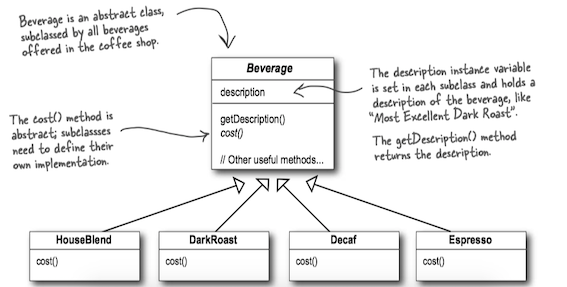 Beverage is an abstract class,
subclassed by all beverages
offered in the coffee shop.
Beverage
description
getDescription()
cost()
// Other useful methods...
The cost() method is
abstract; subclassses
need to define their
own implementation.
The description instance variable
is set in each subclass and holds a
description of the beverage, like
“Most Excellent Dark Roast”.
The getDescription() method
returns the description.
HouseBlend
cost()
DarkRoast
cost()
Decaf
cost()
Espresso
cost()